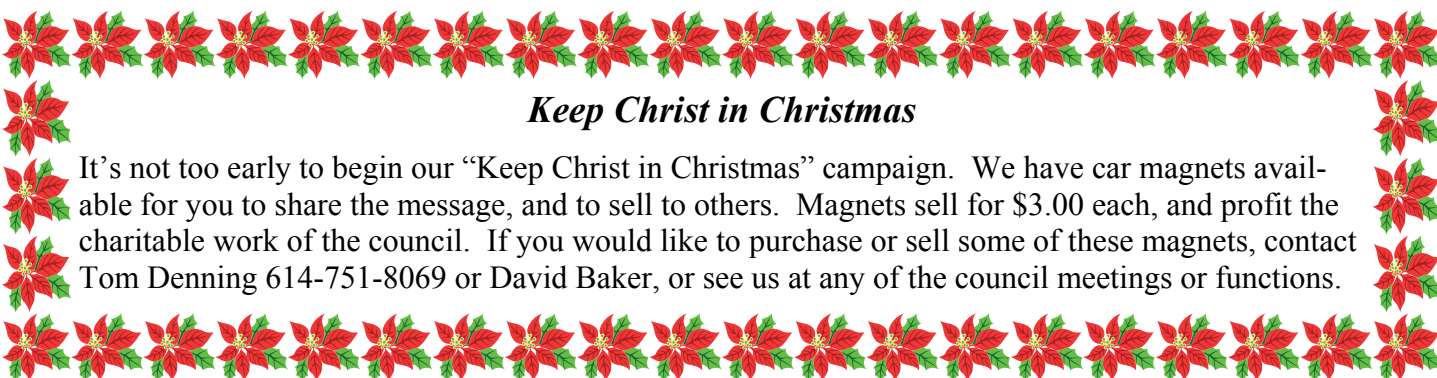 Keep Christ in Christmas
It’s not too early to begin our “Keep Christ in Christmas” campaign.  We have car magnets avail-
able for you to share the message, and to sell to others.  Magnets sell for $3.00 each, and profit the
charitable work of the council.  If you would like to purchase or sell some of these magnets, contact
Tom Denning 614-751-8069 or David Baker, or see us at any of the council meetings or functions.